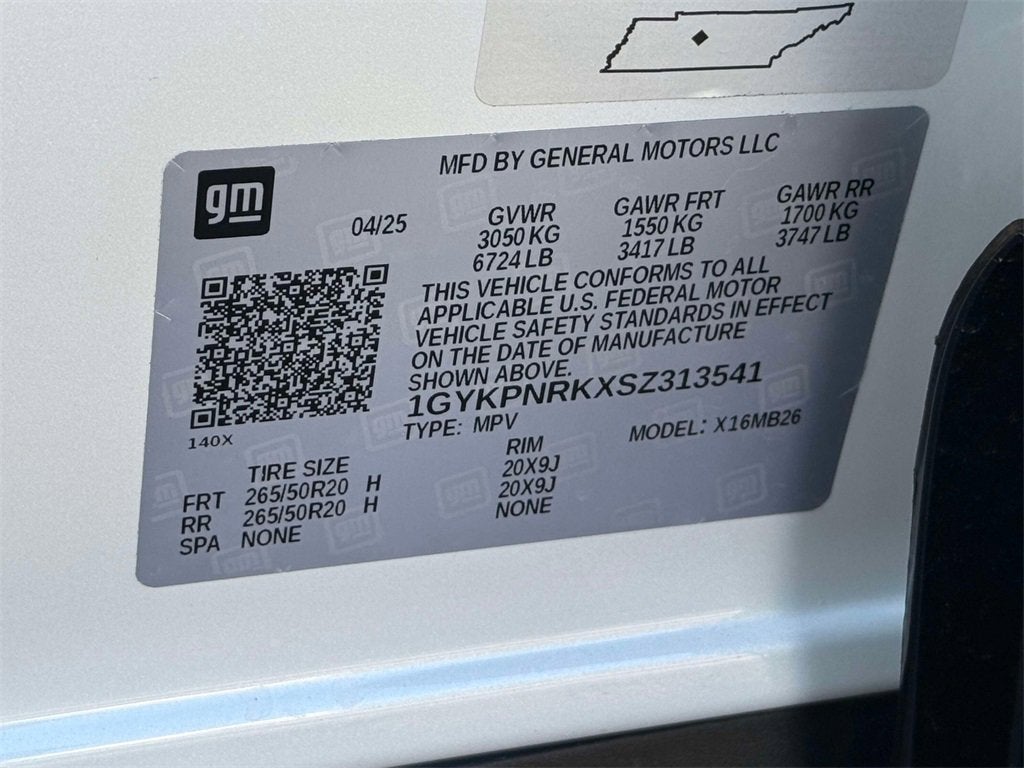 MFD BY GENERAL MOTORS LLC
gm
04/25
GVWR
3050 KG
6724 LB
GAWR FRT
1550 KG
3417 LB
GAWR RR
1700 KG
3747 LB
THIS VEHICLE CONFORMS TO ALL
APPLICABLE U.S. FEDERAL MOTOR
VEHICLE SAFETY STANDARDS IN EFFECT
ON THE DATE OF MANUFACTURE
SHOWN ABOVE.
1GYKPNRKXSZ313541
TYPE: MPV MODEL: X16MB26
140X
TIRE SIZE RIM
FRT 265/50R20 H 20X9J
RR 265/50R20 H 20X9J
SPA NONE NONE